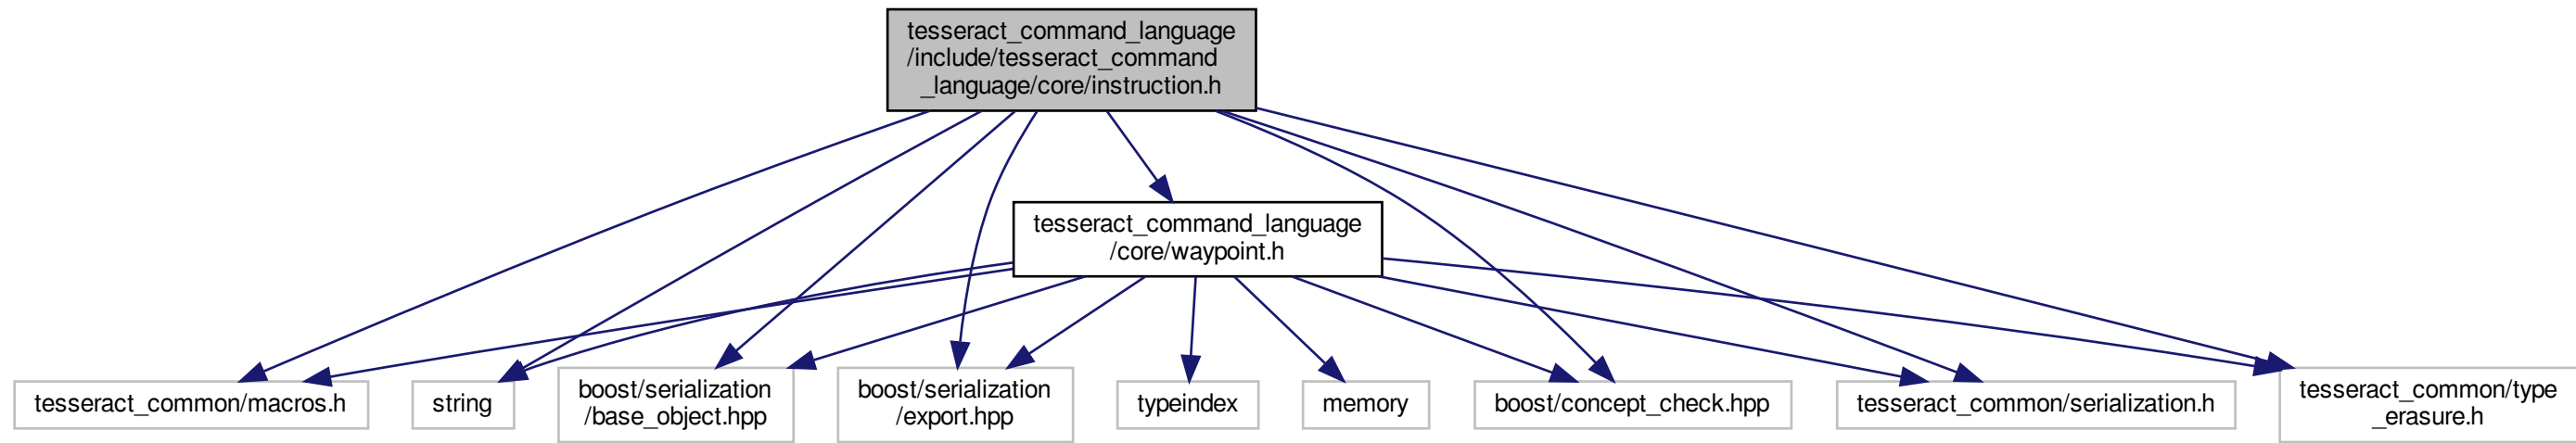 tesseract_command_language
/include/tesseract_command
_language/core/instruction.h
tesseract_command_language
/core/waypoint.h
tesseract_common/macros.h
string
boost/serialization
/base_object.hpp
boost/serialization
/export.hpp
typeindex
memory
boost/concept_check.hpp
tesseract_common/serialization.h
tesseract_common/type
_erasure.h